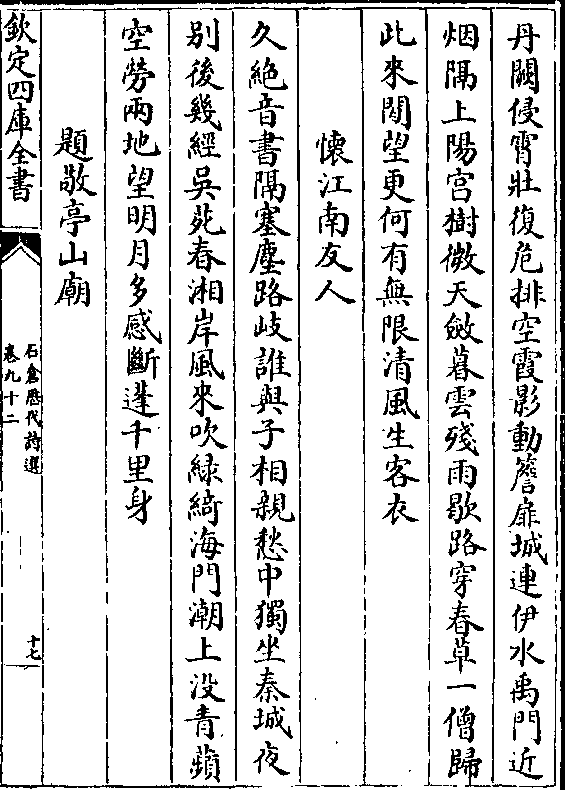 丹闕侵霄壯復危排空霞影動簷扉城連伊水禹門近
烟隔上陽宫樹微天斂暮雲殘雨歇路穿春草一僧歸
此來閒望更何有無限清風生客衣
懐江南友人
久絶音書隔塞塵路岐誰與子相親愁中獨坐秦城夜
别後幾經吳苑春湘岸風來吹緑綺海門潮上没青蘋
空勞兩地望明月多感斷蓬千里身
題敬亭山廟
欽定四庫全書
石倉歴代詩選
卷九十二
十七